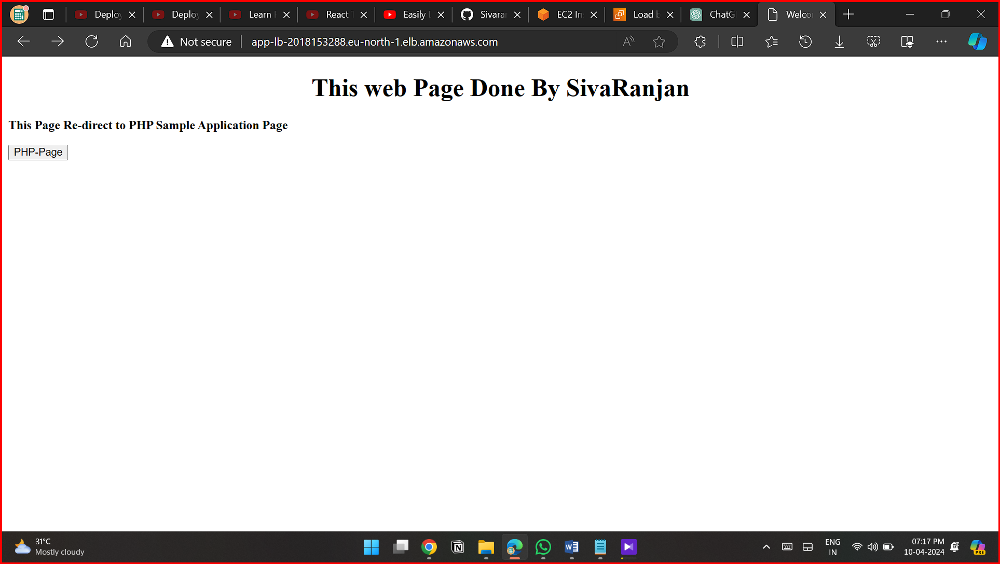 Deploy
Deploy
Learn
React
Easily
Sivara
EC2 In
Load b
ChatG
Welco
Not secure
app-lb-2018153288.eu-north-1.elb.amazonaws.com
This web Page Done By SivaRanjan
This Page Re-direct to PHP Sample Application Page
PHP-Page
31°C
Mostly cloudy
ENG
IN
07:17 PM
10-04-2024
PRE